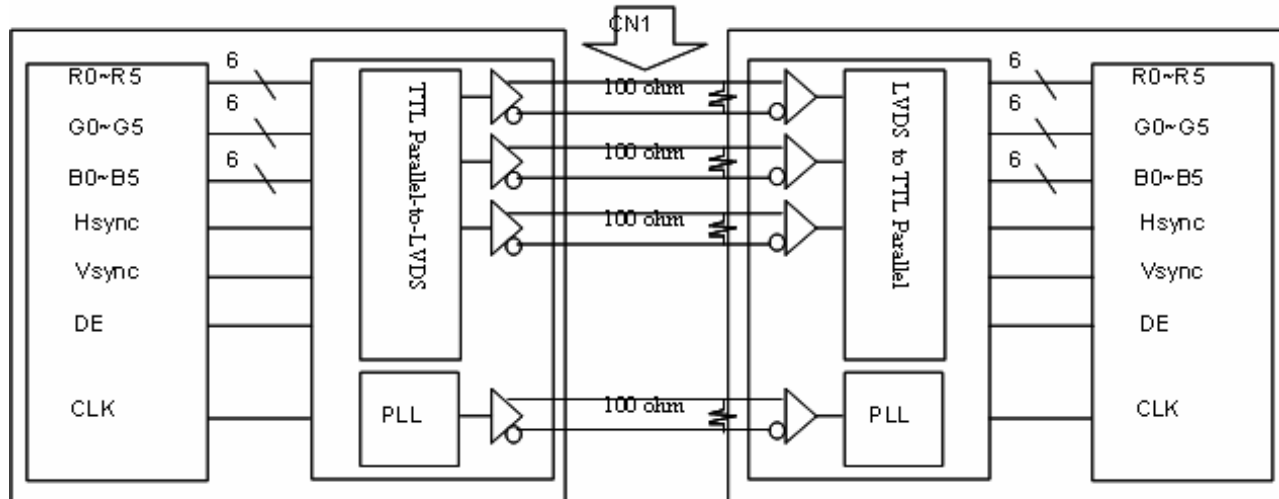 CN1
R0~R5
6
G0~G5
6
B0~B5
6
Hsync
Vsync
DE
CLK
TTL Parallel-to-LVDS
PLL
100 ohm
100 ohm
100 ohm
100 ohm
LVDS to TTL Parallel
PLL
6
R0~R5
6
G0~G5
6
B0~B5
Hsync
Vsync
DE
CLK